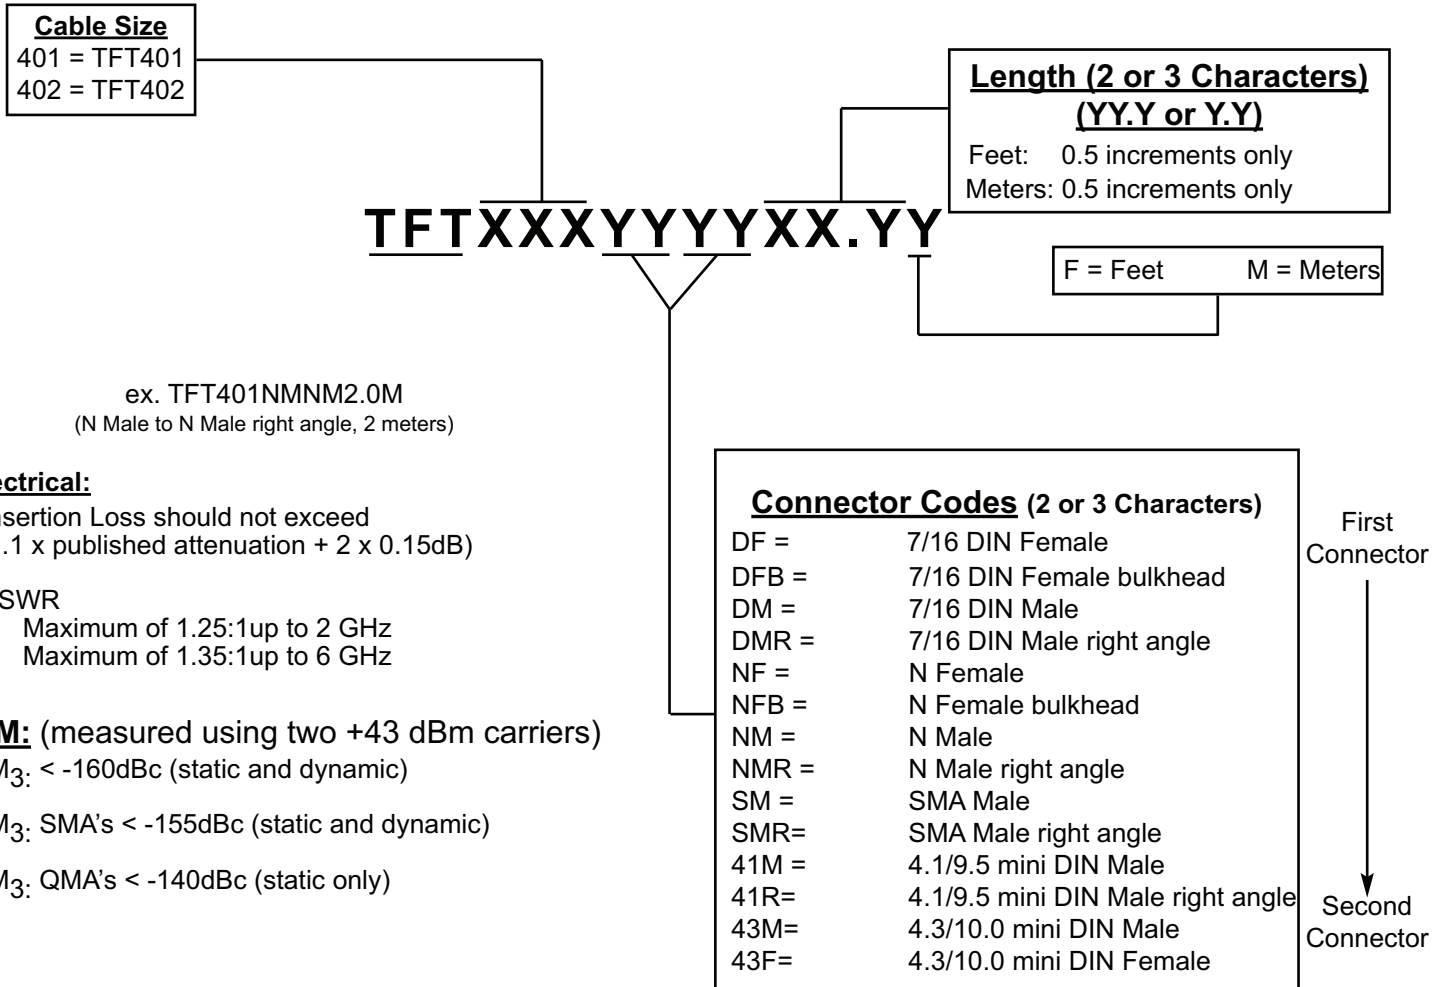 Cable Size
401 = TFT401
402 = TFT402
Length (2 or 3 Characters)
(YY.Y or Y.Y)
Feet: 0.5 increments only
Meters: 0.5 increments only
TFTXXXYYYYXX.YY
F = Feet M = Meters
ex. TFT401NMNM2.0M
(N Male to N Male right angle, 2 meters)
ectrical:
nsertion Loss should not exceed
.1 x published attenuation + 2 x 0.15dB)
SWR
Maximum of 1.25:1up to 2 GHz
Maximum of 1.35:1up to 6 GHz
M: (measured using two +43 dBm carriers)
M3: < -160dBc (static and dynamic)
M3: SMA’s < -155dBc (static and dynamic)
M3: QMA’s < -140dBc (static only)
Connector Codes (2 or 3 Characters)
DF = 7/16 DIN Female
DFB = 7/16 DIN Female bulkhead
DM = 7/16 DIN Male
DMR = 7/16 DIN Male right angle
NF = N Female
NFB = N Female bulkhead
NM = N Male
NMR = N Male right angle
SM = SMA Male
SMR= SMA Male right angle
41M = 4.1/9.5 mini DIN Male
41R= 4.1/9.5 mini DIN Male right angle
43M= 4.3/10.0 mini DIN Male
43F= 4.3/10.0 mini DIN Female
First
Connector
Second
Connector